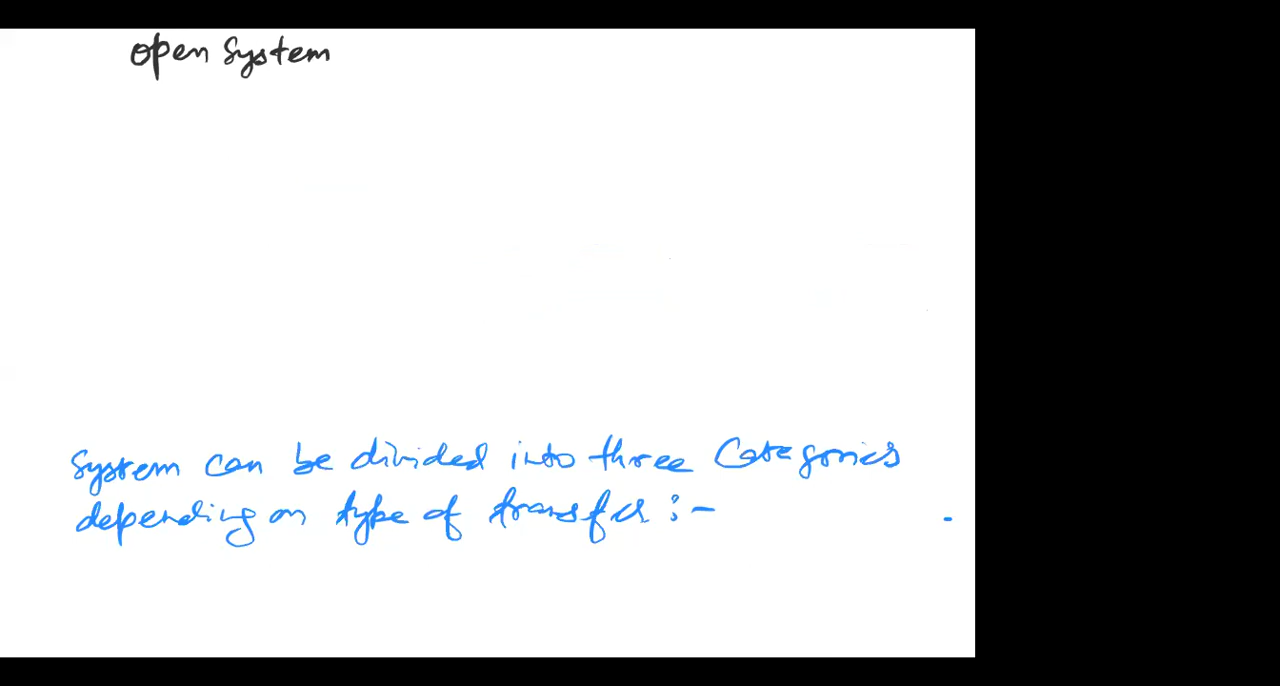 open system
System can be divided into three Categories
depending on type of transfer :-